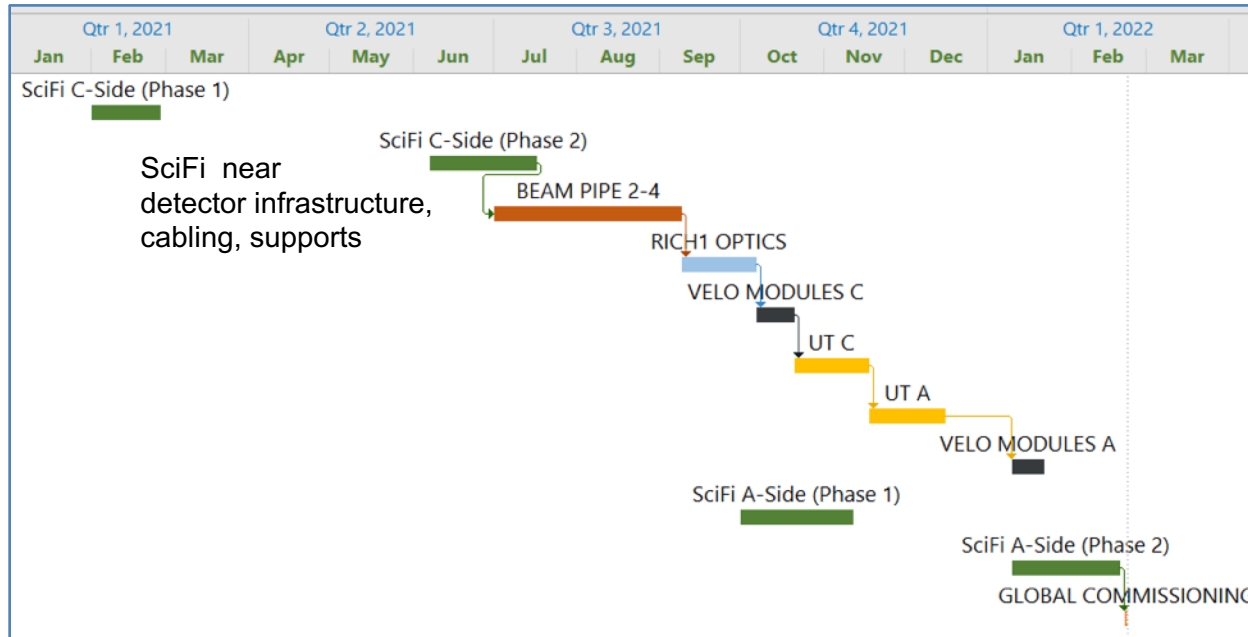 Qtr 1, 2021 Qtr 2, 2021 Qtr 3, 2021 Qtr 4, 2021 Qtr 1, 2022
Jan Feb Mar Apr May Jun Jul Aug Sep Oct Nov Dec Jan Feb Mar
SciFi C-Side (Phase 1)
SciFi C-Side (Phase 2)
SciFi near
detector infrastructure,
cabling, supports
BEAM PIPE 2-4
RICH1 OPTICS
VELO MODULES C
UT C
UT A
VELO MODULES A
SciFi A-Side (Phase 1)
SciFi A-Side (Phase 2)
GLOBAL COMMISSIONING